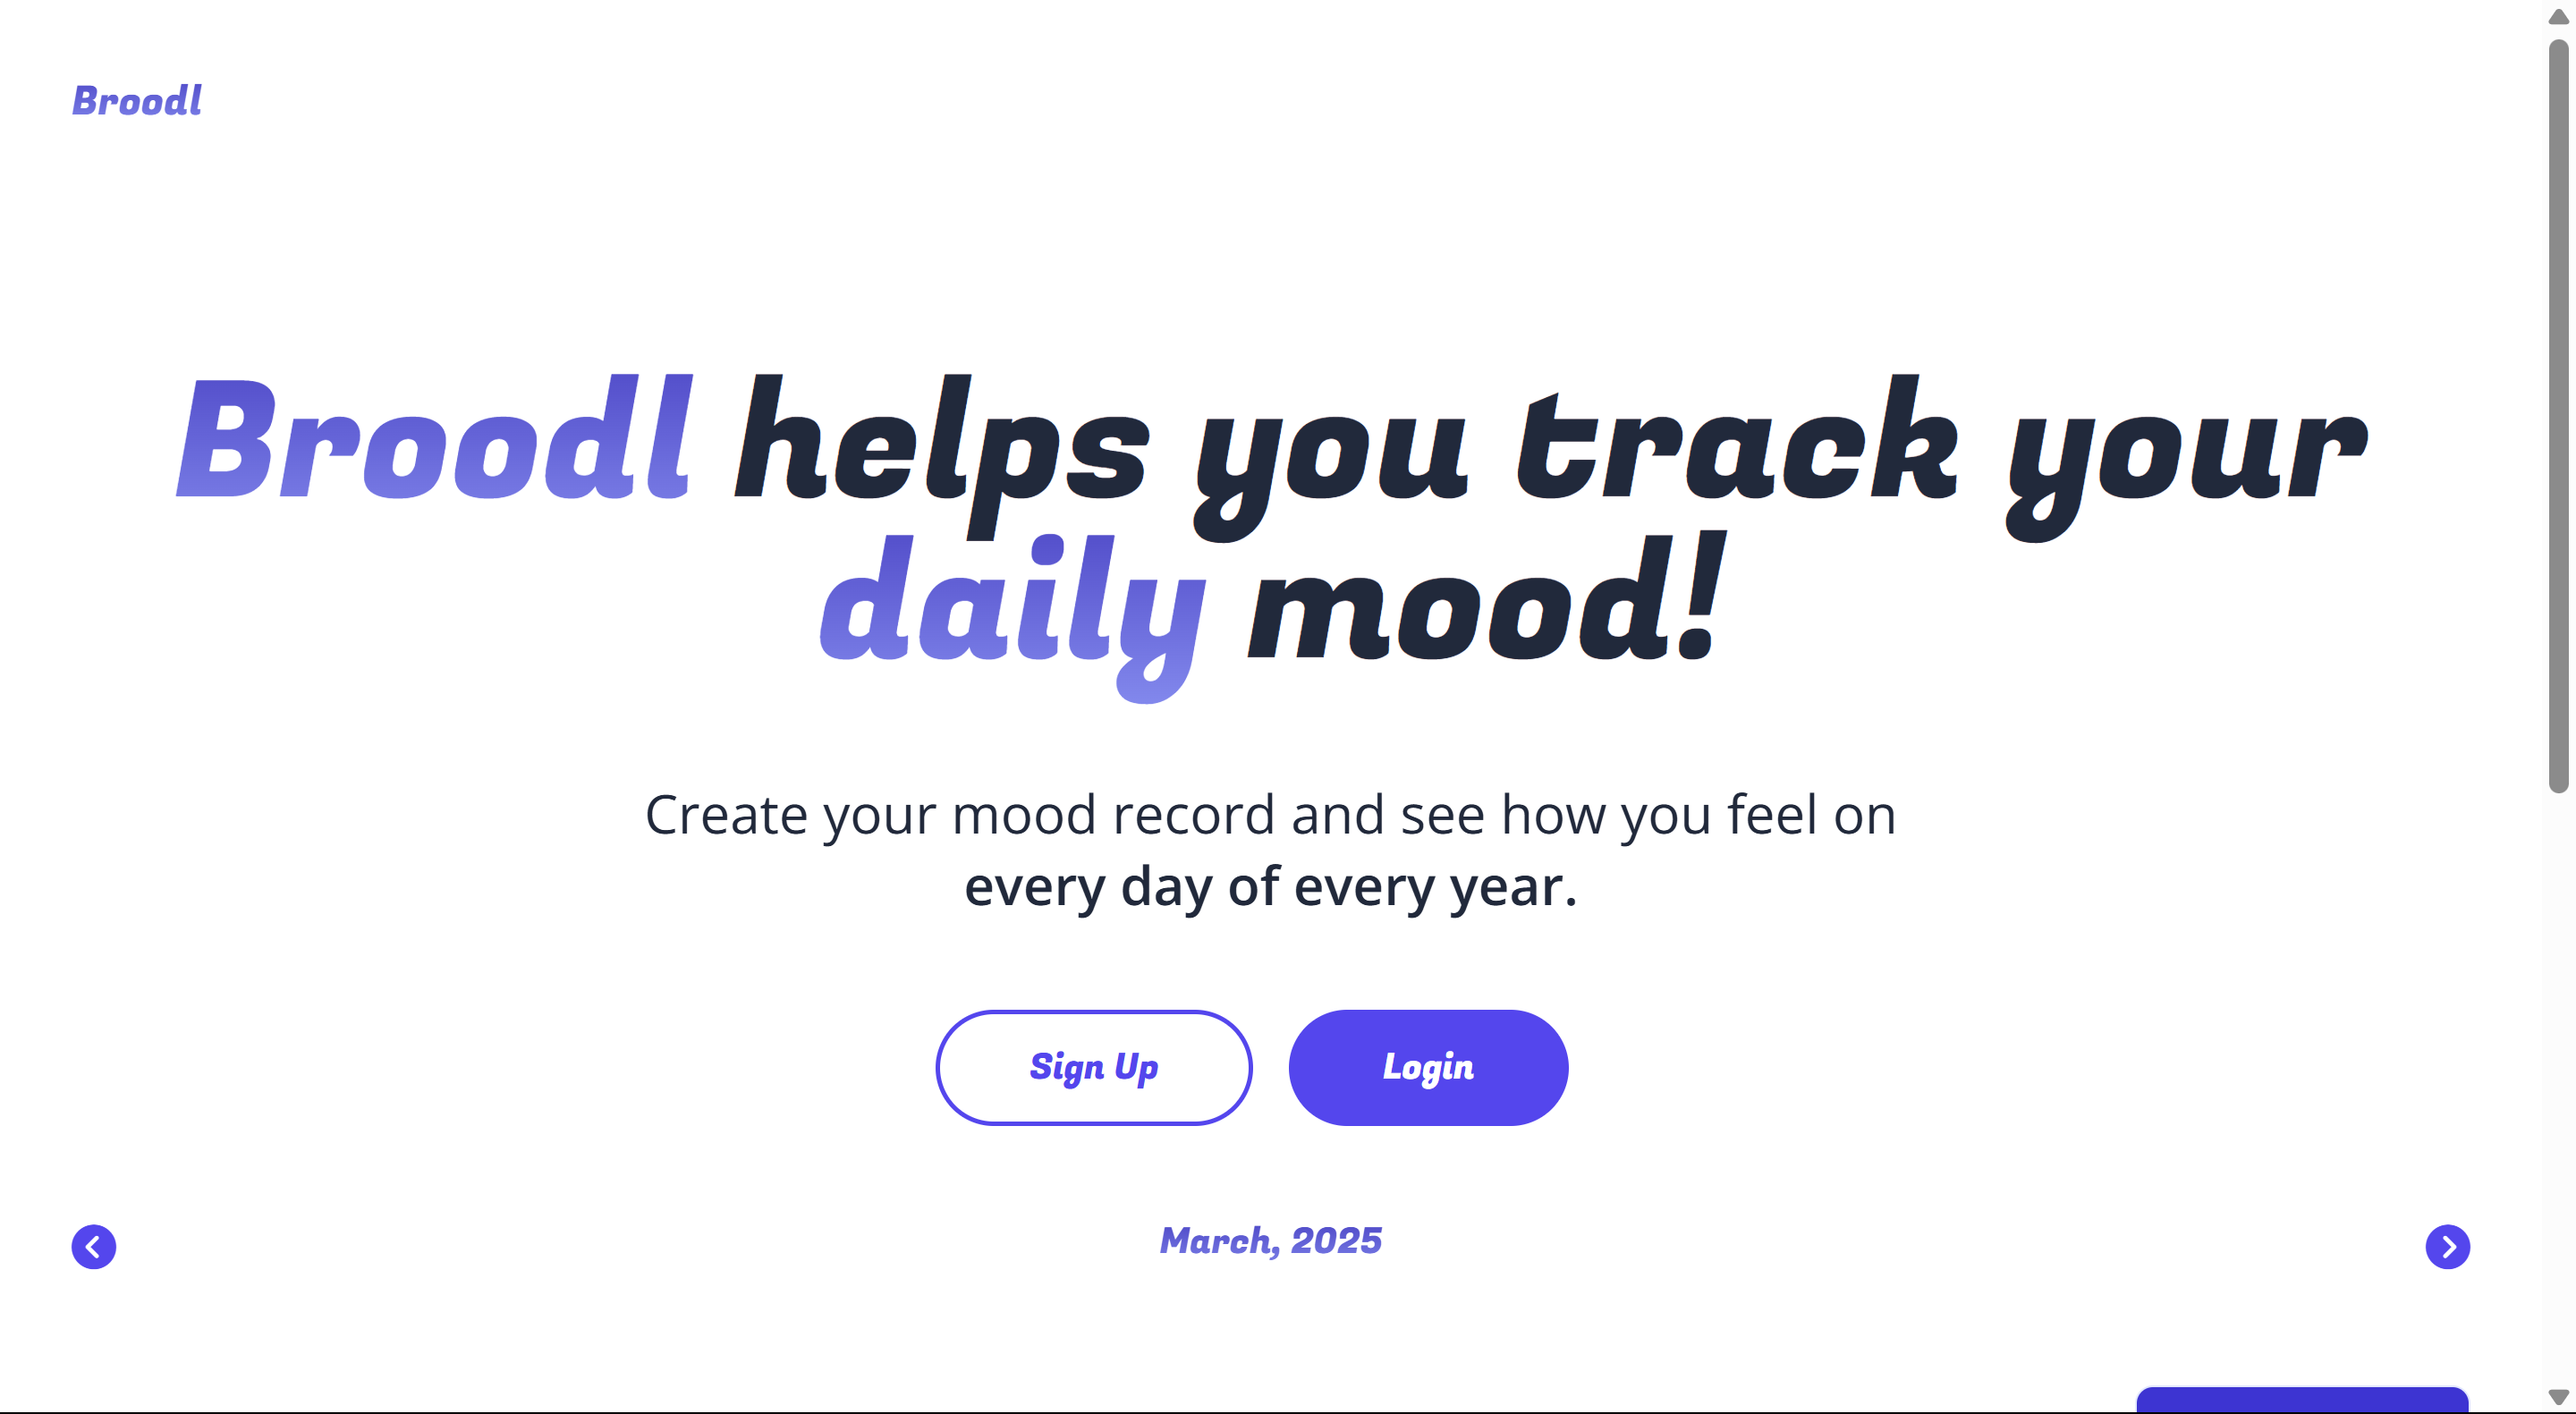 Broodl
Broodl helps you track your
daily mood!
Create your mood record and see how you feel on
every day of every year.
Sign Up
Login
March, 2025